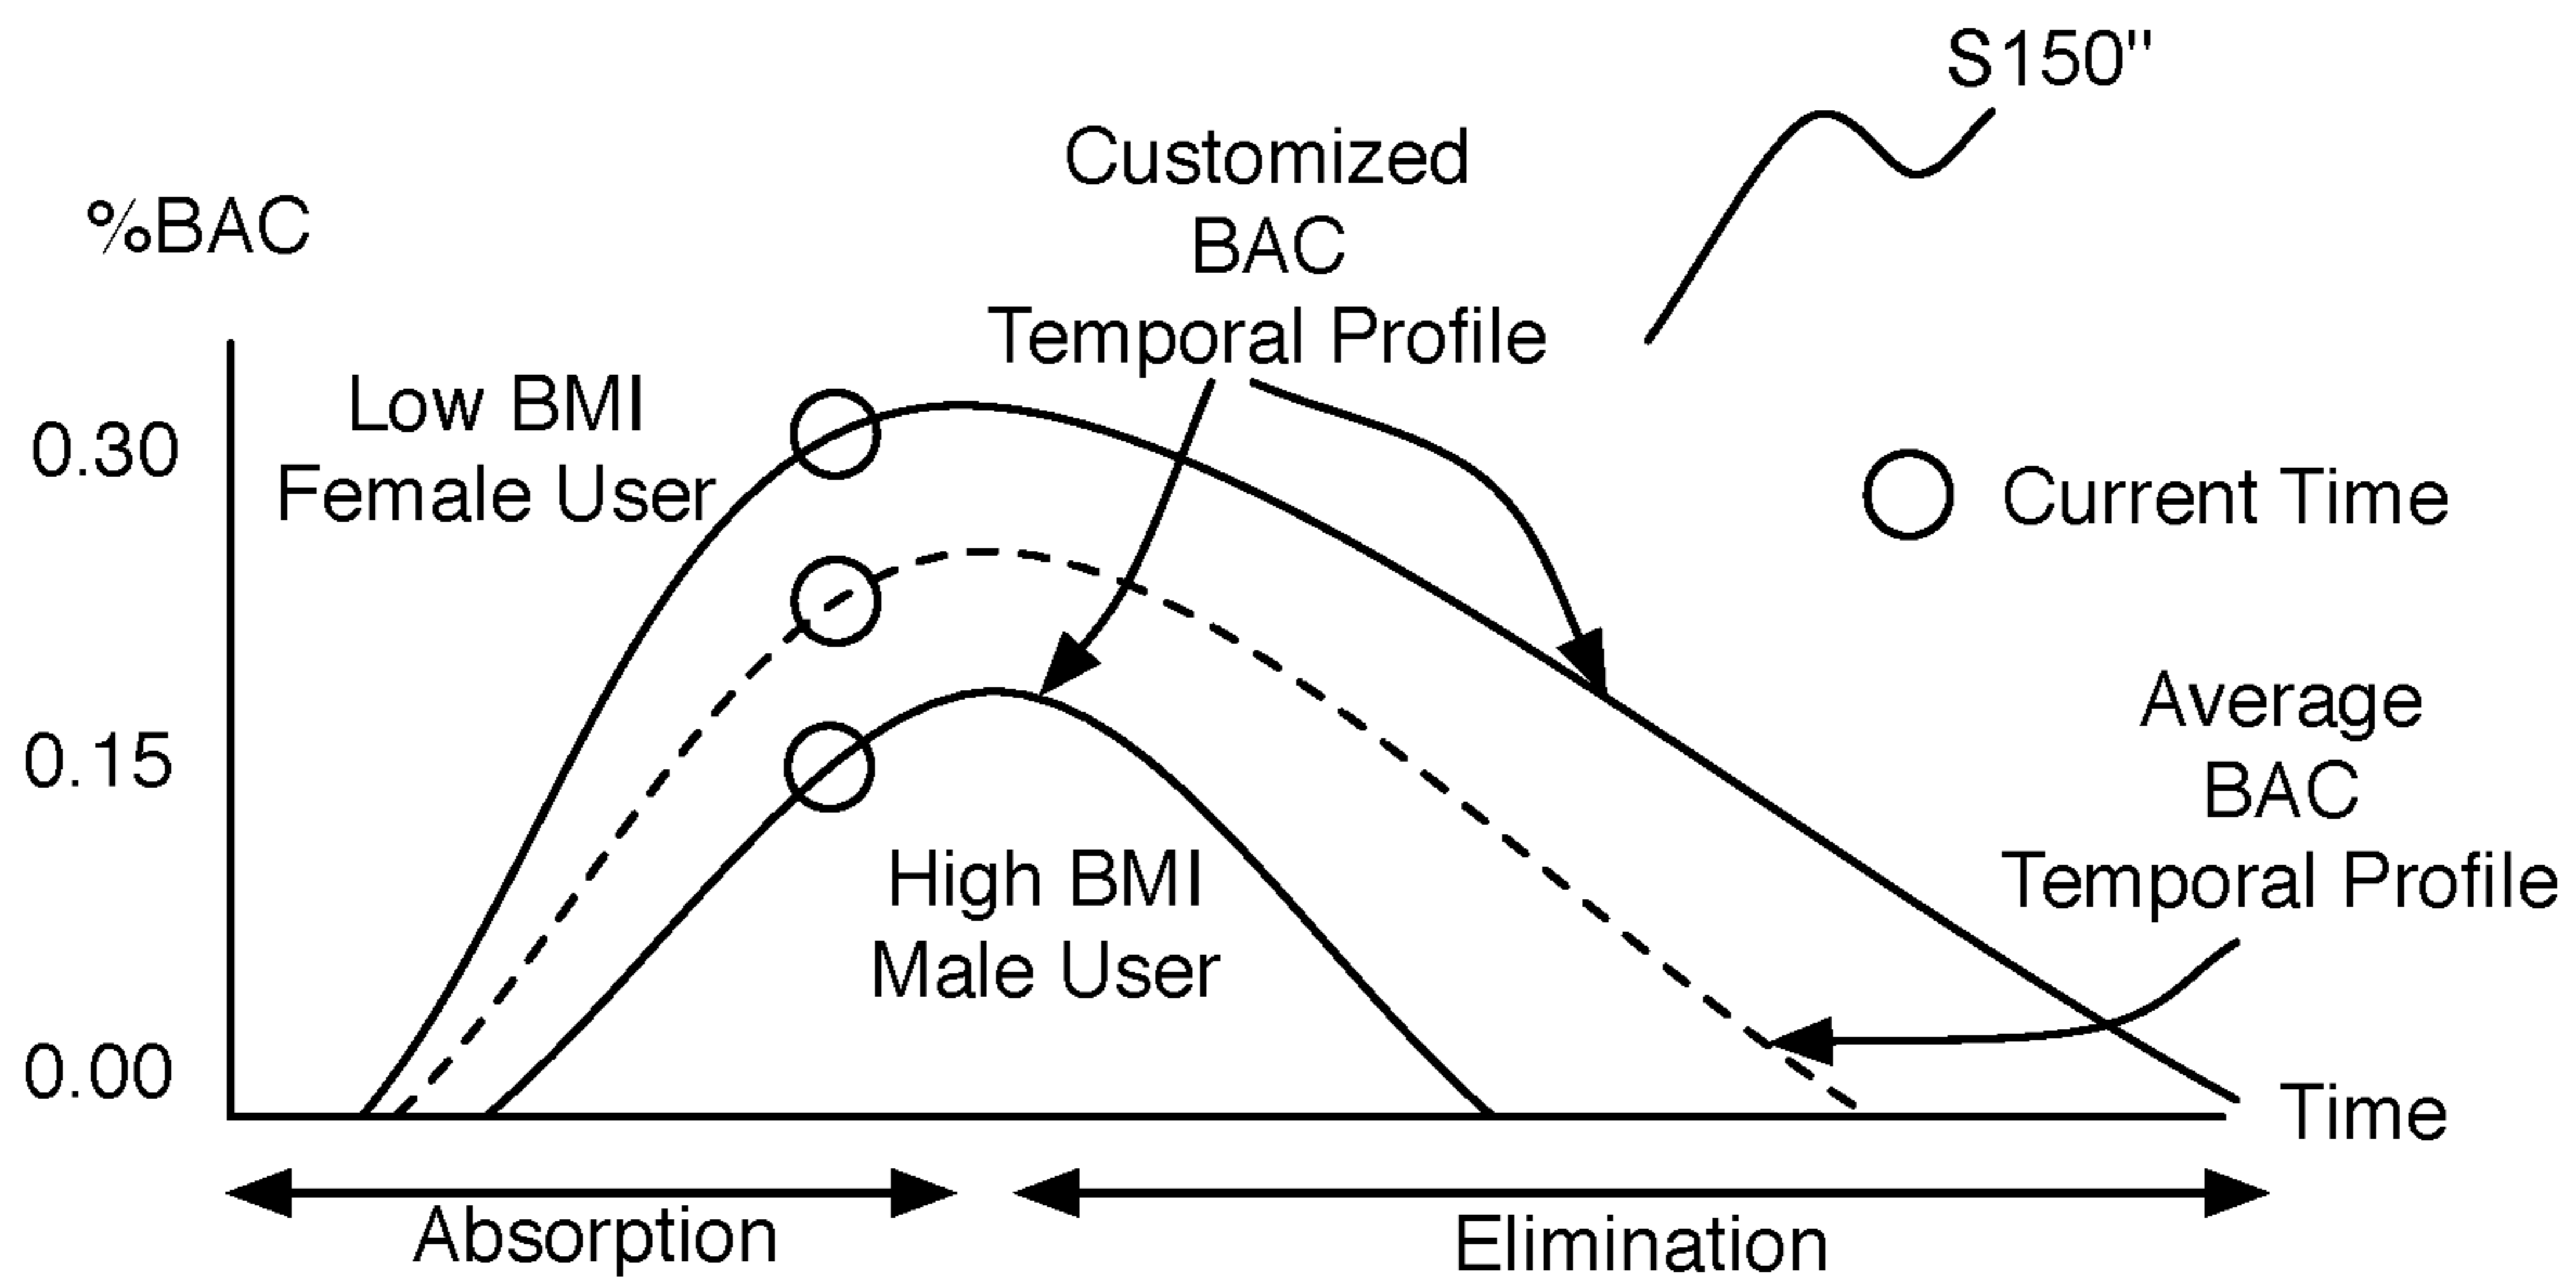 S150"
Customized
BAC
Temporal Profile
%BAC
Low BMI
Female User
0.30
Current Time
Average
BAC
Temporal Profile
0.15
High BMI
Male User
0.00
Time
Absorption
Elimination